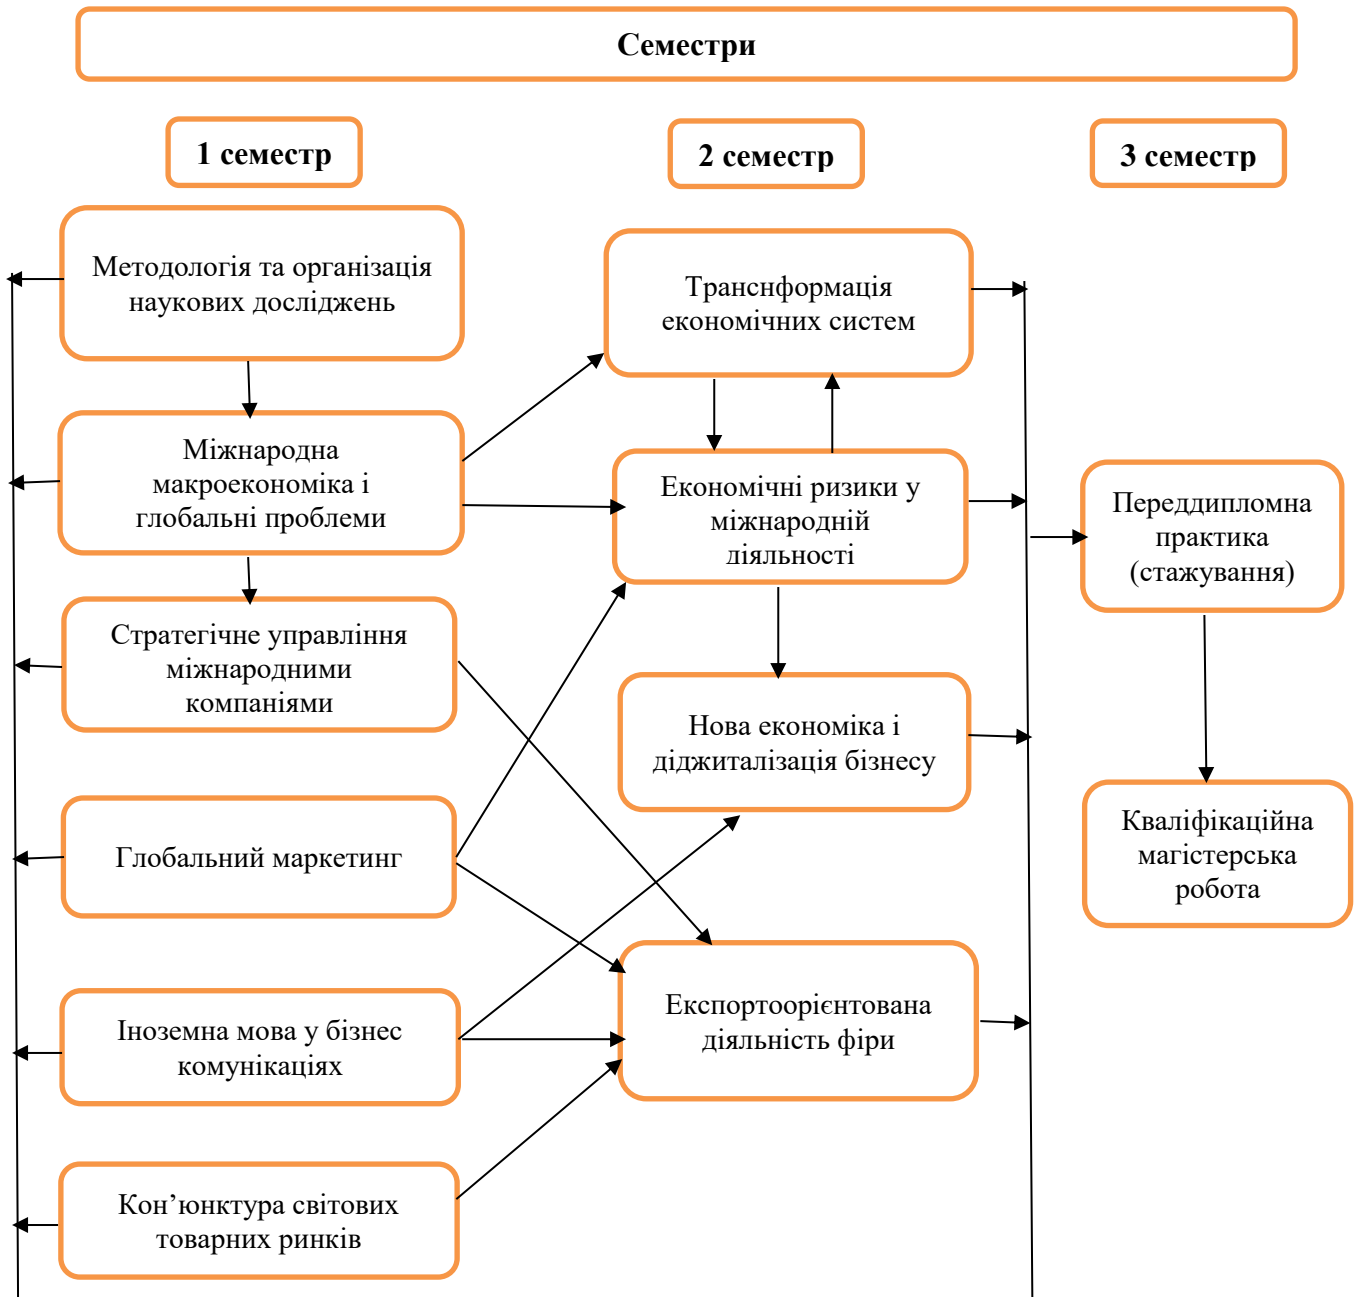 Семестри
1 семестр
2 семестр
3 семестр
Методологія та організація
наукових досліджень
Міжнародна
макроекономіка і
глобальні проблеми
Стратегічне управління
міжнародними
компаніями
Глобальний маркетинг
Іноземна мова у бізнес
комунікаціях
Кон’юнктура світових
товарних ринків
Транснформація
економічних систем
Економічні ризики у
міжнародній
діяльності
Нова економіка і
діджиталізація бізнесу
Експортоорієнтована
діяльність фіри
Переддипломна
практика
(стажування)
Кваліфікаційна
магістерська
робота